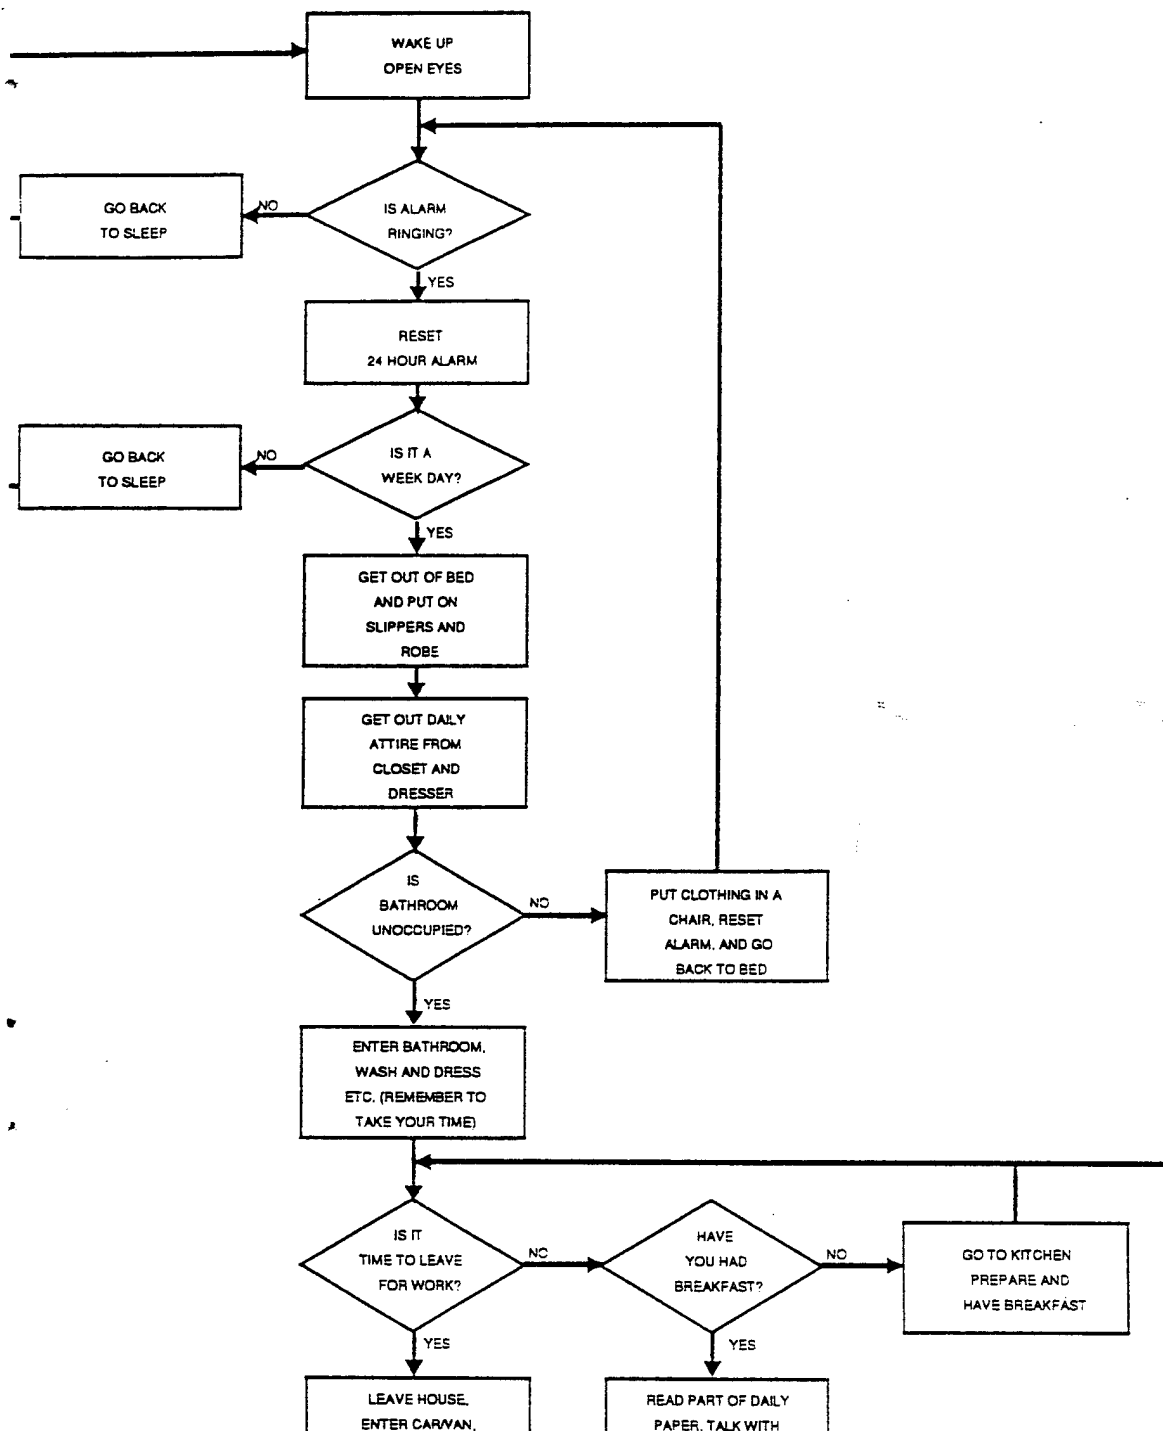 WAKE UP
OPEN EYES
GO BACK
TO SLEEP
NO
IS ALARM
RINGING?
YES
RESET
24 HOUR ALARM
GO BACK
TO SLEEP
NO
IS IT A
WEEK DAY?
YES
GET OUT OF BED
AND PUT ON
SLIPPERS AND
ROBE
GET OUT DAILY
ATTIRE FROM
CLOSET AND
DRESSER
IS
BATHROOM
UNOCCUPIED?
NO
PUT CLOTHING IN A
CHAIR, RESET
ALARM, AND GO
BACK TO BED
YES
ENTER BATHROOM,
WASH AND DRESS
ETC. (REMEMBER TO
TAKE YOUR TIME)
IS IT
TIME TO LEAVE
FOR WORK?
NO
HAVE
YOU HAD
BREAKFAST?
NO
GO TO KITCHEN
PREPARE AND
HAVE BREAKFAST
YES
YES
LEAVE HOUSE,
ENTER CAR/VAN,
READ PART OF DAILY
PAPER, TALK WITH